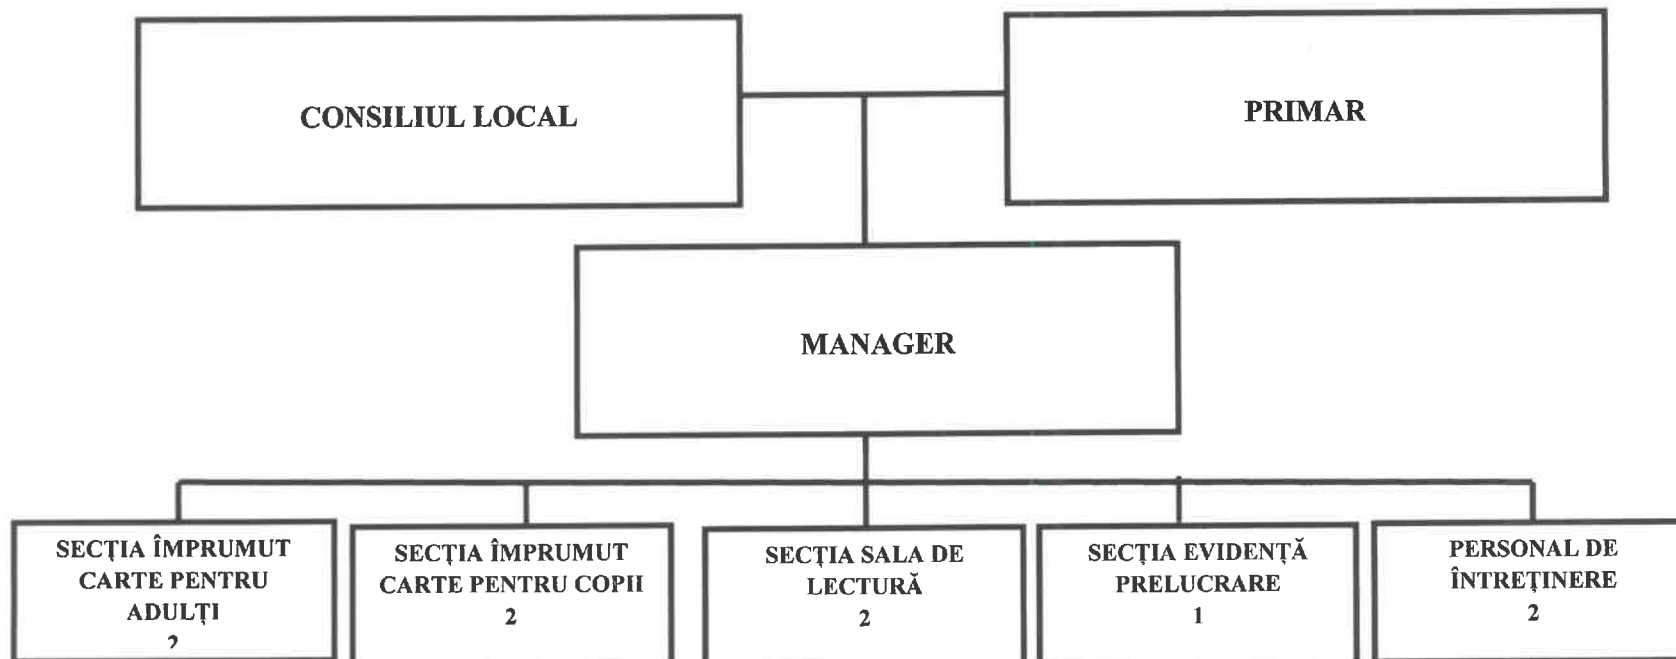 CONSILIUL LOCAL
PRIMAR
MANAGER
SECȚIA ÎMPRUMUT
CARTE PENTRU
ADULȚI
2
SECȚIA ÎMPRUMUT
CARTE PENTRU COPII
2
SECȚIA SALA DE
LECTURĂ
2
SECȚIA EVIDENȚĂ
PRELUCRARE
1
PERSONAL DE
ÎNTREȚINERE
2